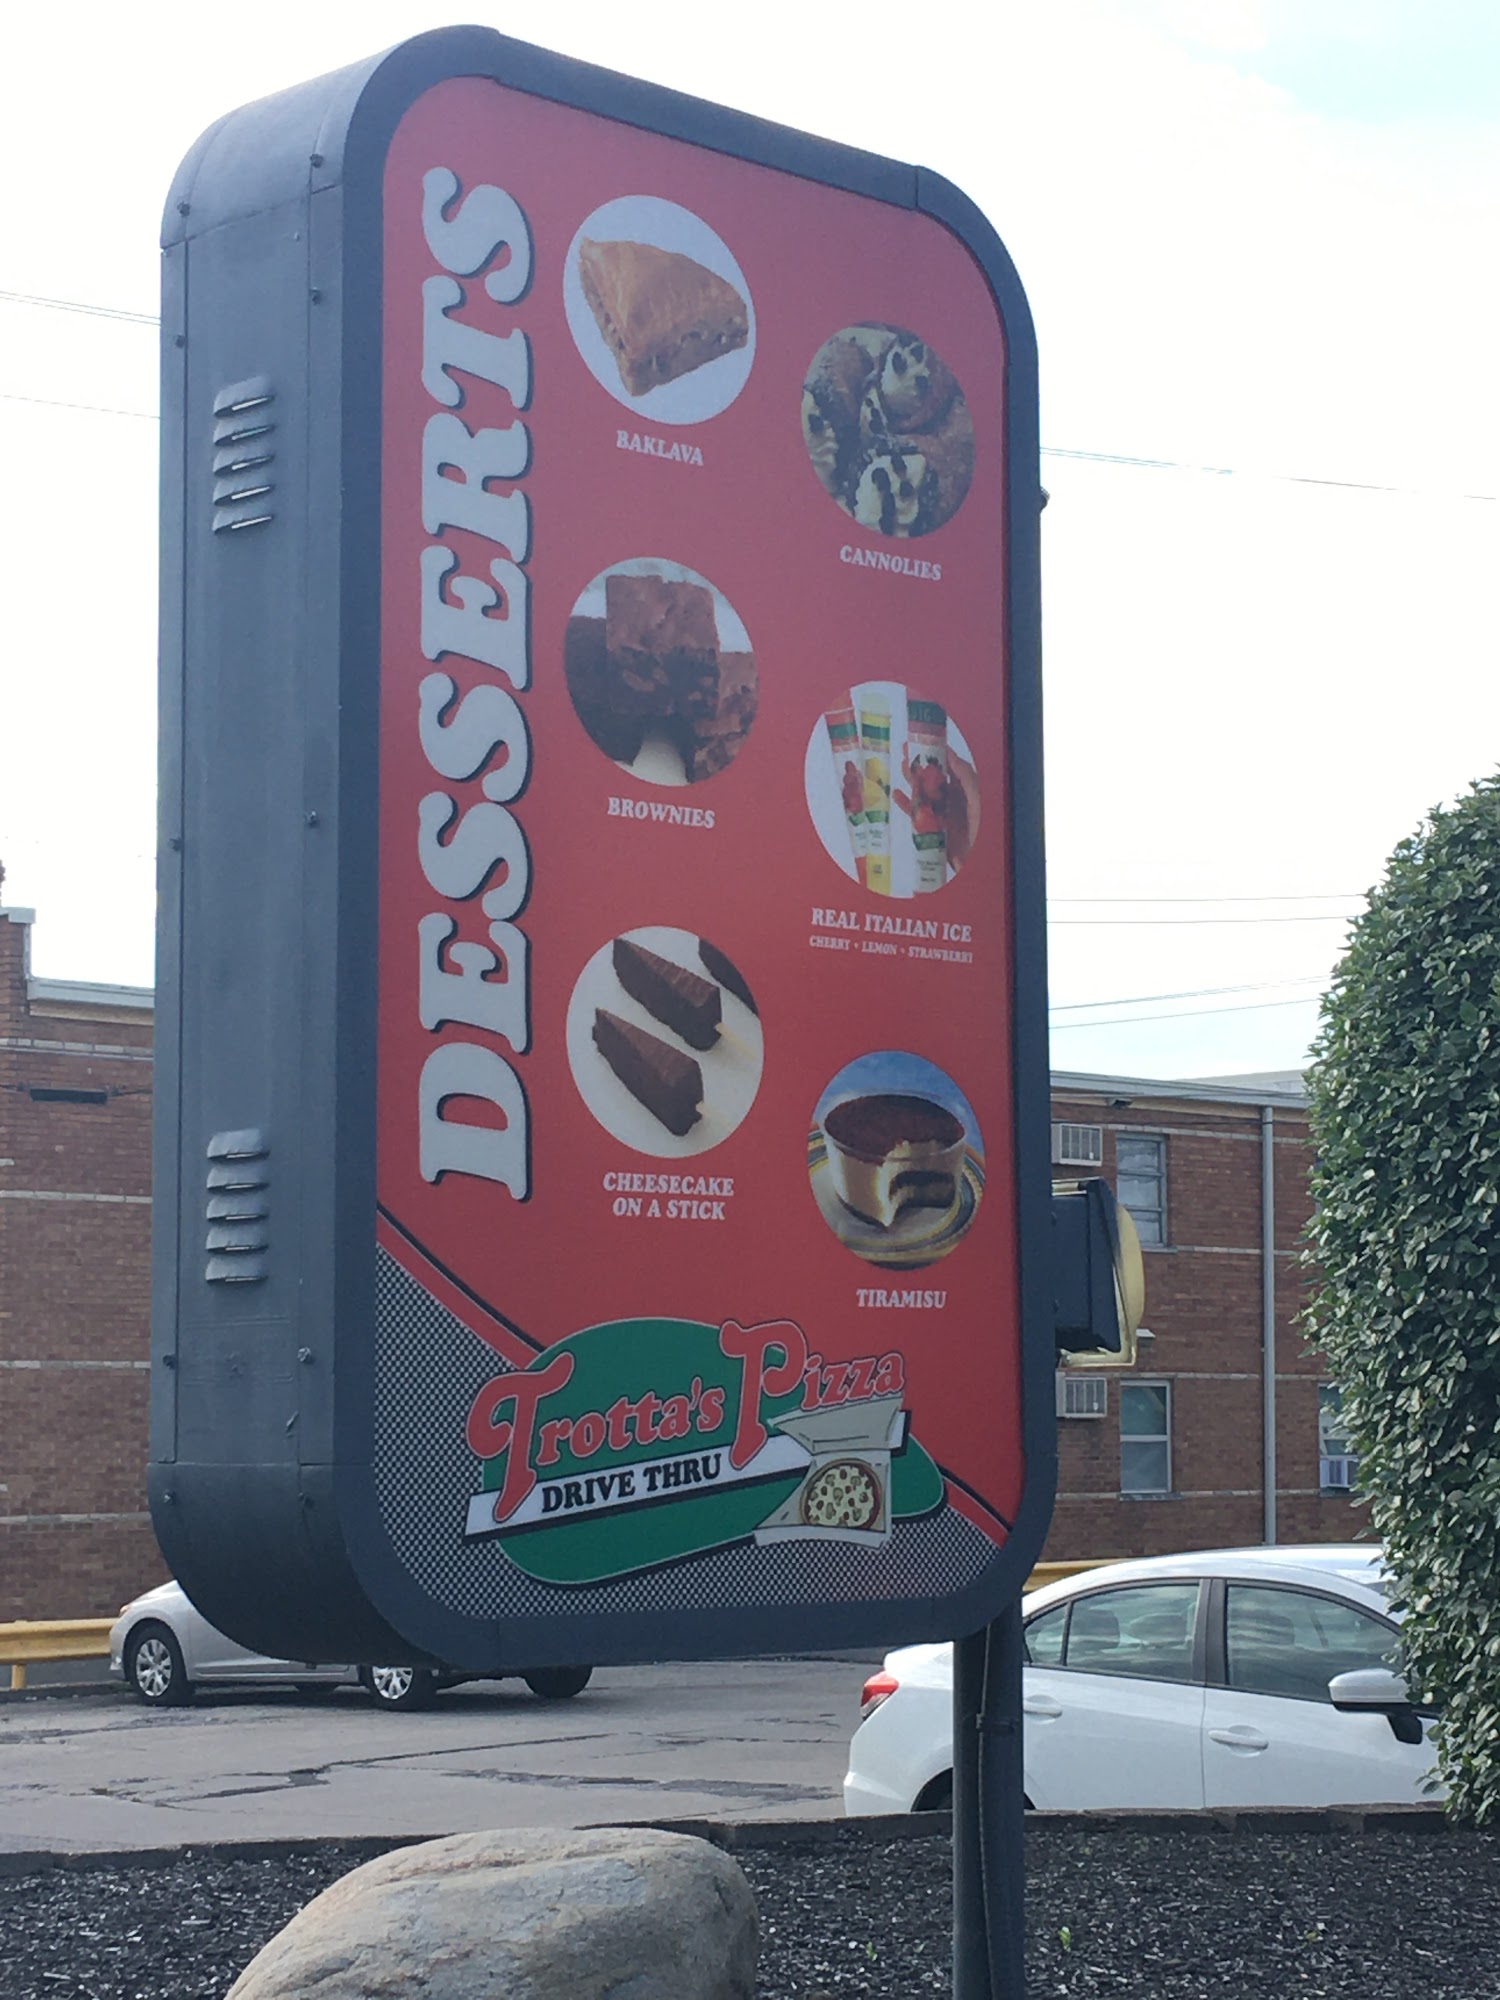 DESSERTS
BAKLAVA
CANNOLIES
BROWNIES
REAL ITALIAN ICE
CHERRY • LEMON • STRAWBERRY
CHEESECAKE
ON A STICK
TIRAMISU
Trotta's Pizza
DRIVE THRU